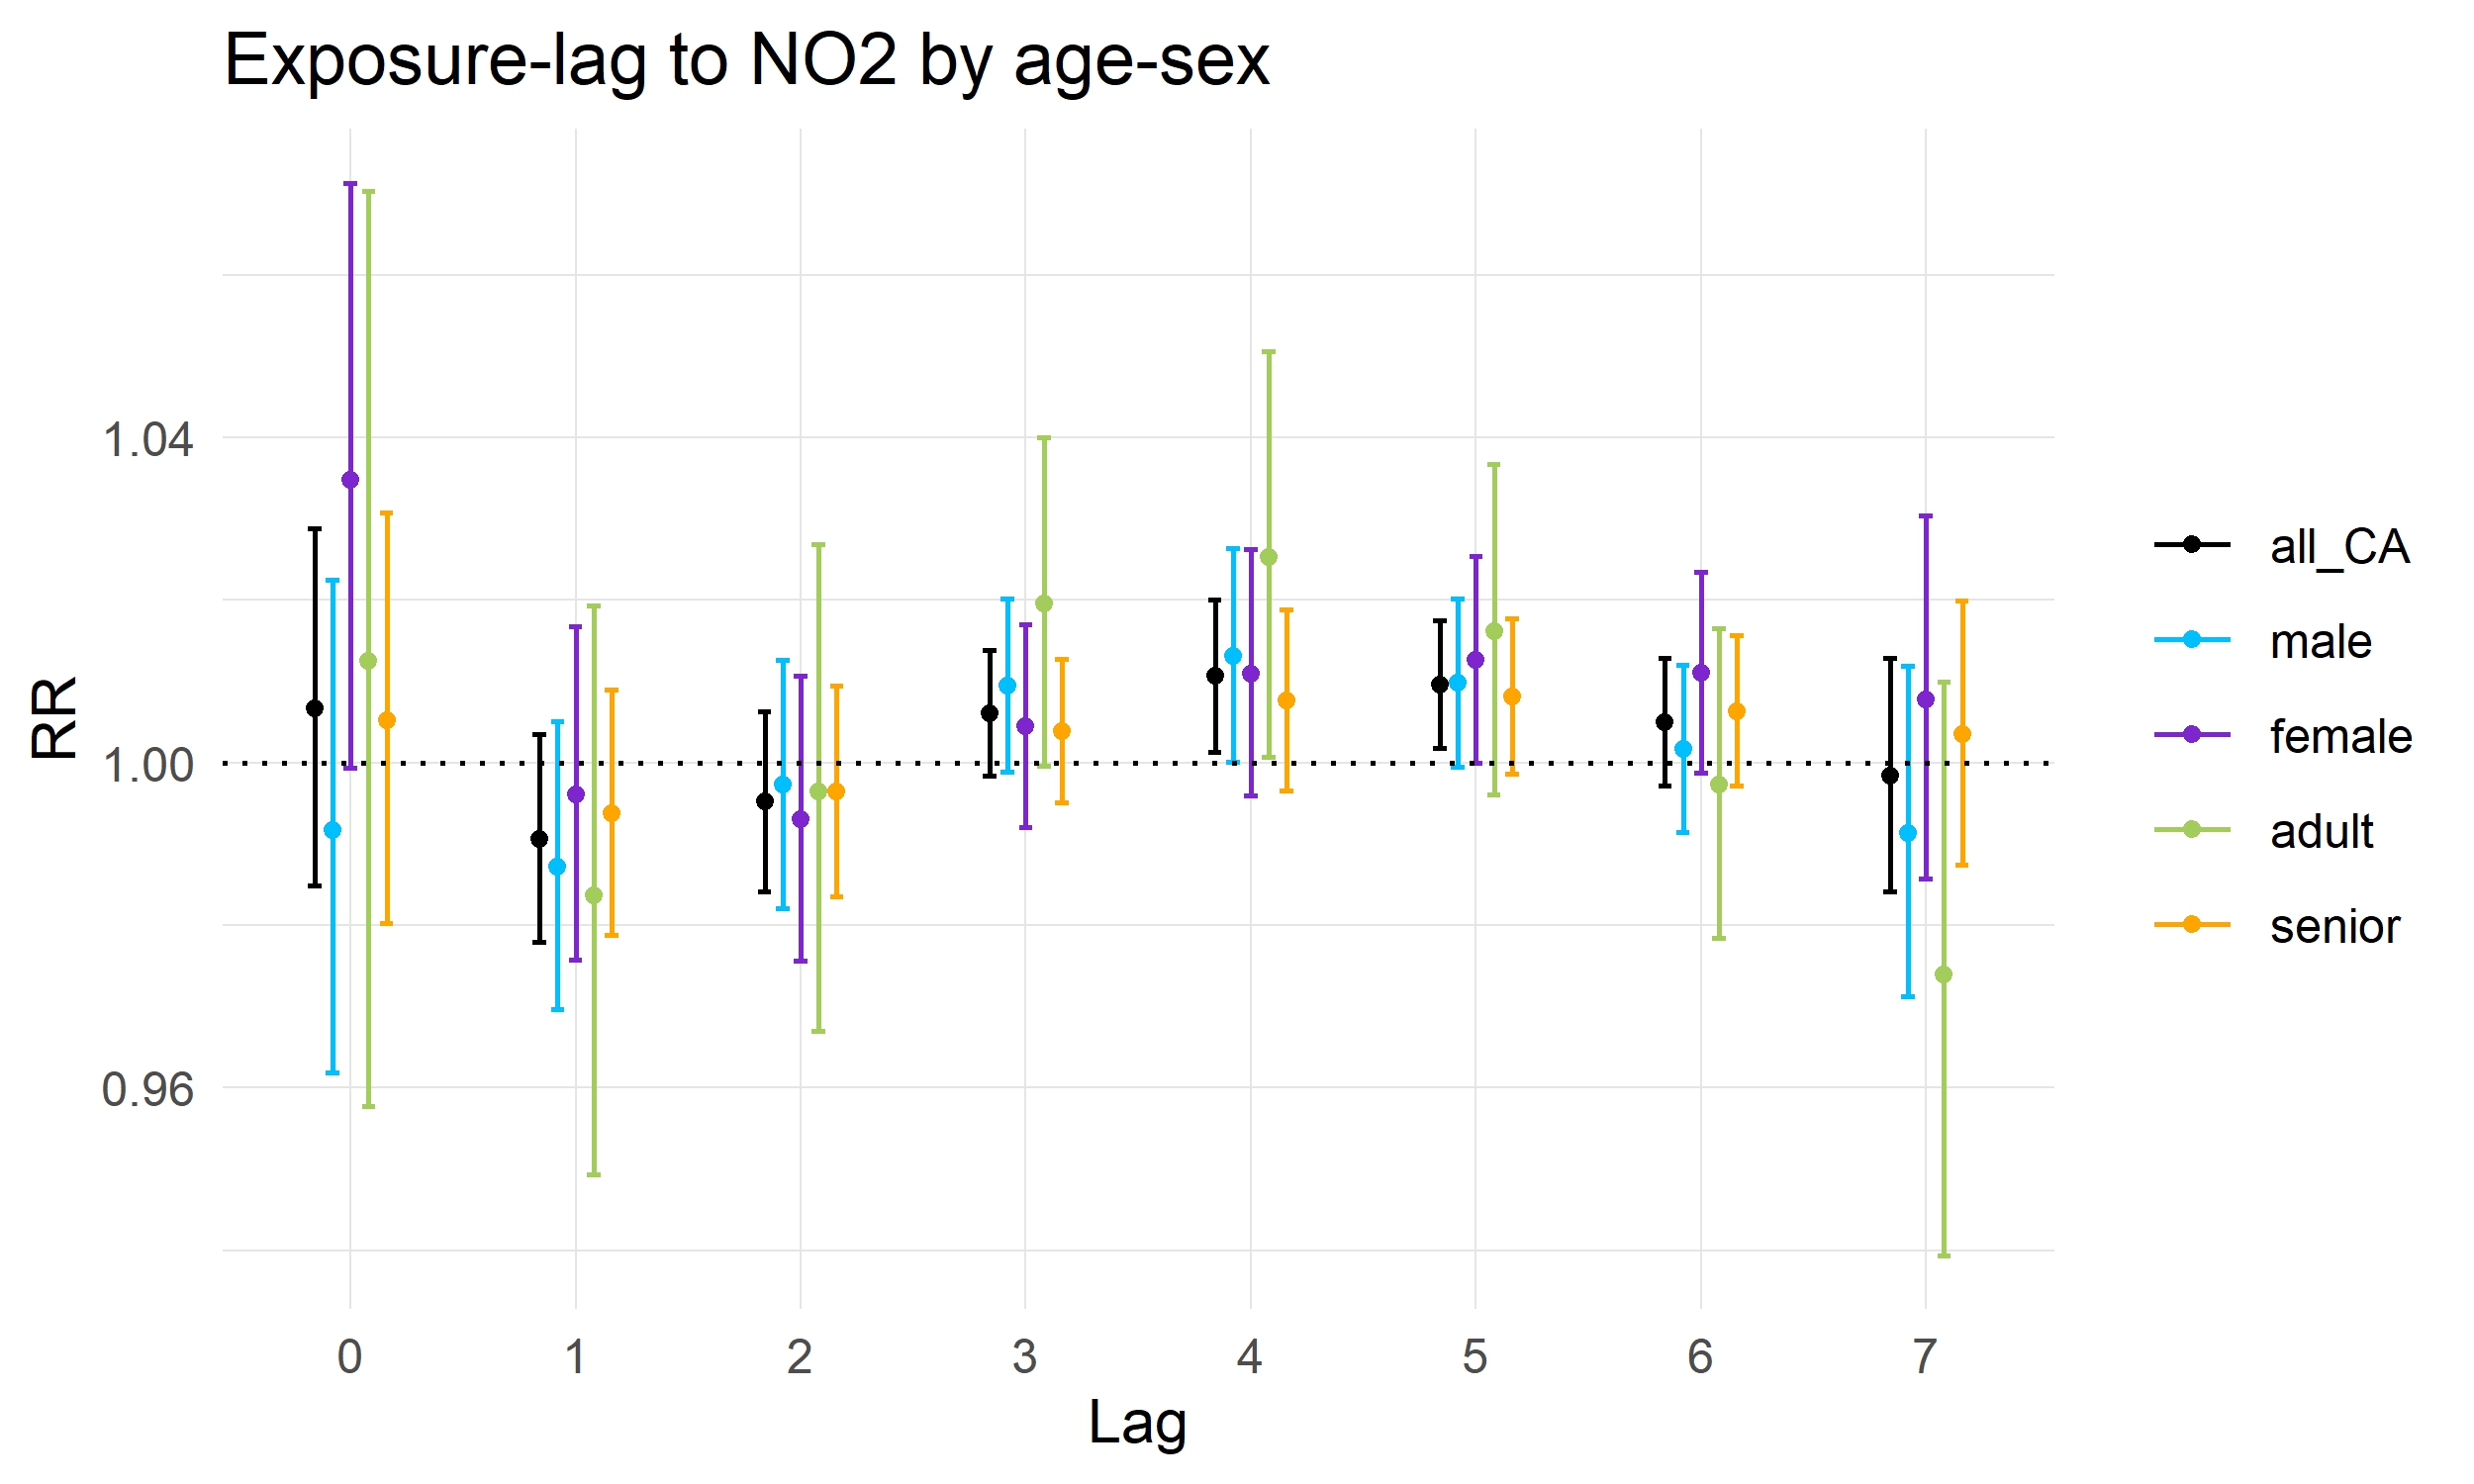 Exposure-lag to NO2 by age-sex
RR
1.04
1.00
0.96
0 1 2 3 4 5 6 7
Lag
all_CA
male
female
adult
senior